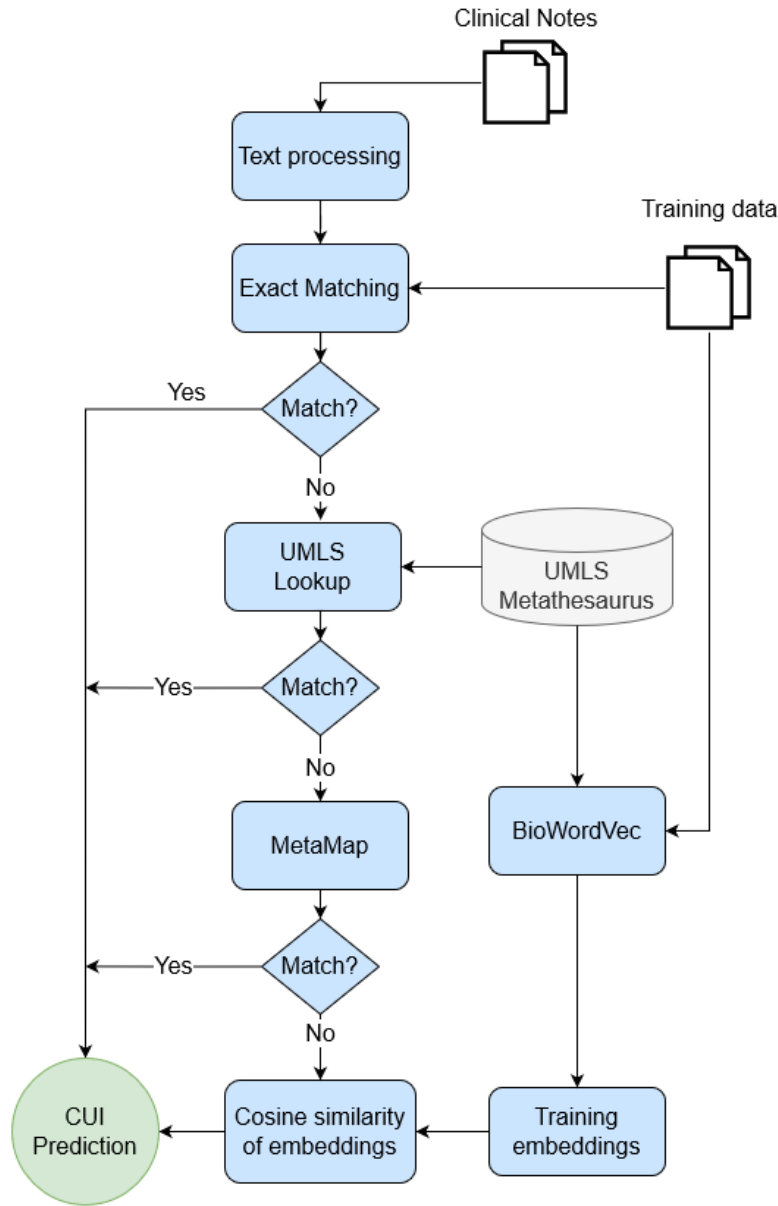 Clinical Notes
Text processing
Training data
Exact Matching
Yes
Match?
No
UMLS
Lookup
UMLS
Metathesaurus
Yes
Match?
No
MetaMap
BioWordVec
Yes
Match?
No
CUI
Prediction
Cosine similarity
of embeddings
Training
embeddings